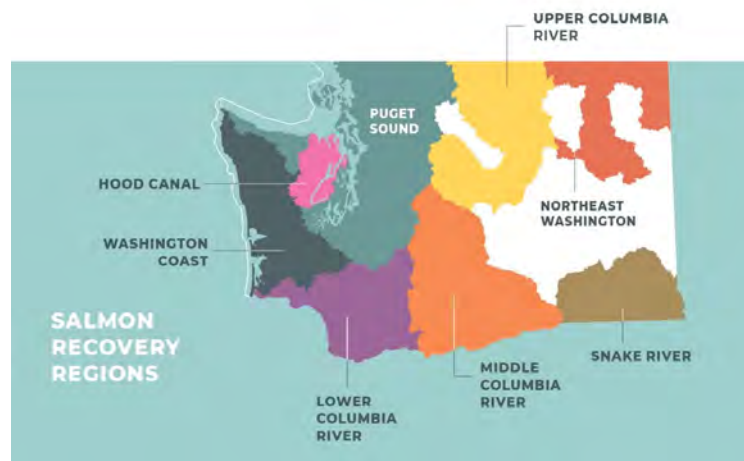 UPPER COLUMBIA
RIVER
PUGET
SOUND
HOOD CANAL
NORTHEAST
WASHINGTON
WASHINGTON
COAST
SALMON
RECOVERY
REGIONS
SNAKE RIVER
MIDDLE
COLUMBIA
RIVER
LOWER
COLUMBIA
RIVER